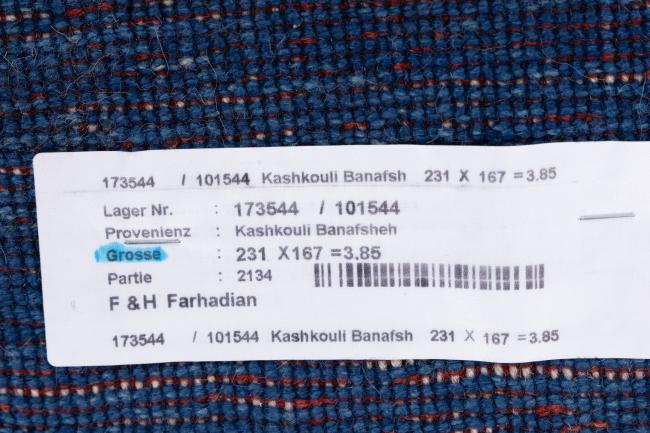 173544 / 101544 Kashkouli Banafsh 231 X 167 =3.85
Lager Nr. : 173544 / 101544
Provenienz : Kashkouli Banafsheh
Grosse : 231 X167 =3.85
Partie : 2134
F & H Farhadian
173544 / 101544 Kashkouli Banafsh 231 X 167 =3.85